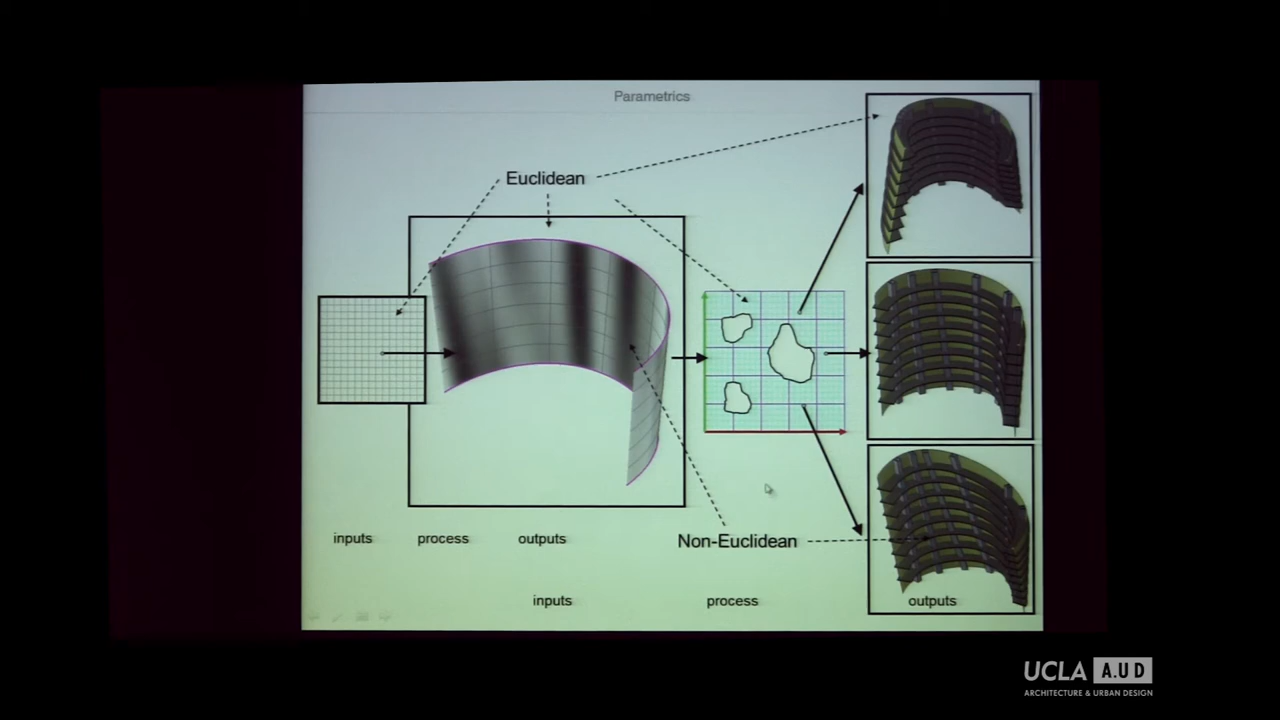 Parametrics
Euclidean
Non-Euclidean
inputs process outputs
inputs process outputs
UCLA A.UD
ARCHITECTURE & URBAN DESIGN